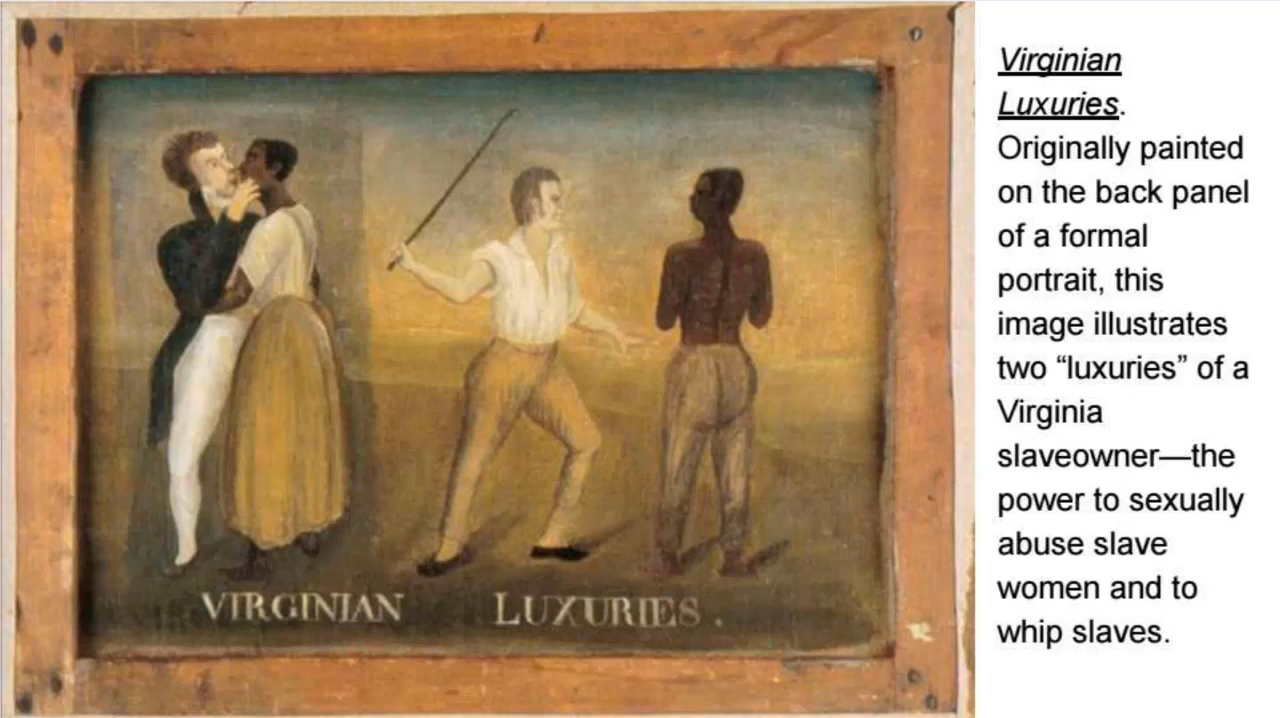 VIRGINIAN LUXURIES.
Virginian
Luxuries.
Originally painted
on the back panel
of a formal
portrait, this
image illustrates
two “luxuries” of a
Virginia
slaveowner—the
power to sexually
abuse slave
women and to
whip slaves.